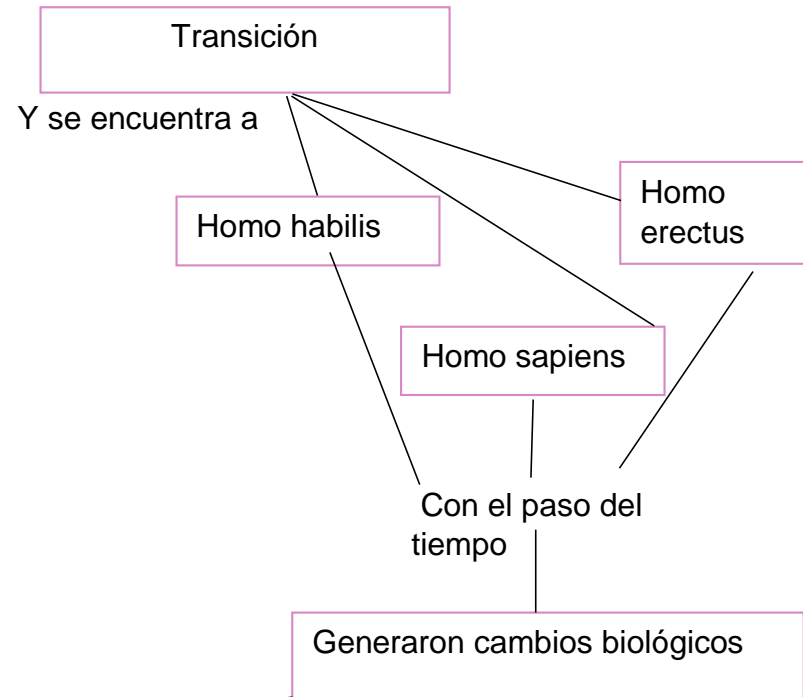 Transición
Y se encuentra a
Homo
erectus
Homo habilis
Homo sapiens
Con el paso del
tiempo
Generaron cambios biológicos